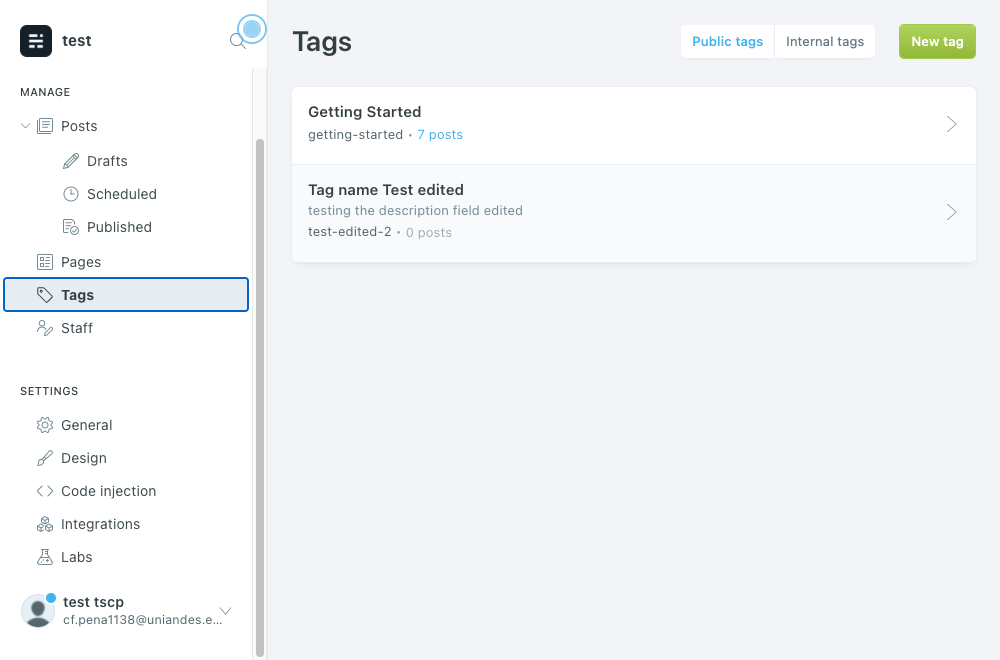 test
MANAGE
Posts
Drafts
Scheduled
Published
Pages
Tags
Staff
SETTINGS
General
Design
Code injection
Integrations
Labs
test tscp
cf.pena1138@uniandes.e...
Tags
Public tags
Internal tags
New tag
Getting Started
getting-started • 7 posts
Tag name Test edited
testing the description field edited
test-edited-2 • 0 posts